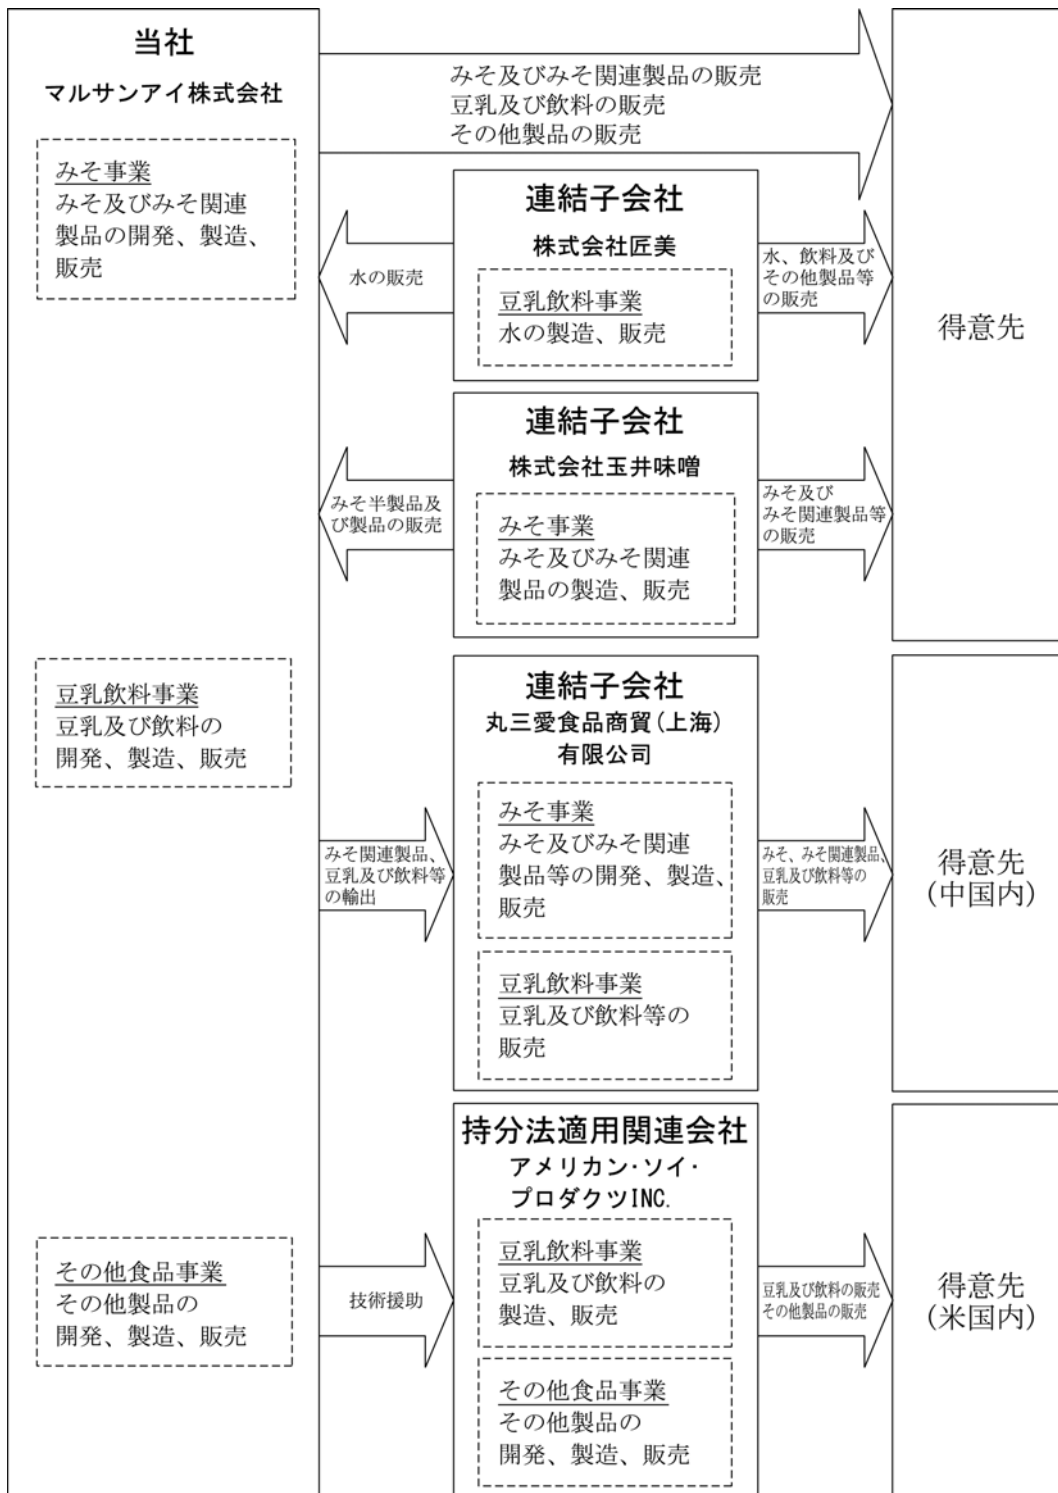 当社
マルサンアイ株式会社
みそ事業
みそ及びみそ関連
製品の開発、製造、
販売
豆乳飲料事業
豆乳及び飲料の
開発、製造、販売
その他食品事業
その他製品の
開発、製造、販売
みそ及びみそ関連製品の販売
豆乳及び飲料の販売
その他製品の販売
水の販売
連結子会社
株式会社匠美
豆乳飲料事業
水の製造、販売
水、飲料及び
その他製品等
の販売
得意先
みそ半製品及
び製品の販売
連結子会社
株式会社玉井味噌
みそ事業
みそ及びみそ関連
製品の製造、販売
みそ及び
みそ関連製品等
の販売
みそ関連製品、
豆乳及び飲料等
の輸出
連結子会社
丸三愛食品商貿(上海)
有限公司
みそ事業
みそ及びみそ関連
製品等の開発、製造、
販売
豆乳飲料事業
豆乳及び飲料等の
販売
みそ、みそ関連製品、
豆乳及び飲料等の
販売
得意先
(中国内)
技術援助
持分法適用関連会社
アメリカン・ソイ・
プロダクツINC.
豆乳飲料事業
豆乳及び飲料の
製造、販売
その他食品事業
その他製品の
開発、製造、販売
豆乳及び飲料の販売
その他製品の販売
得意先
(米国内)